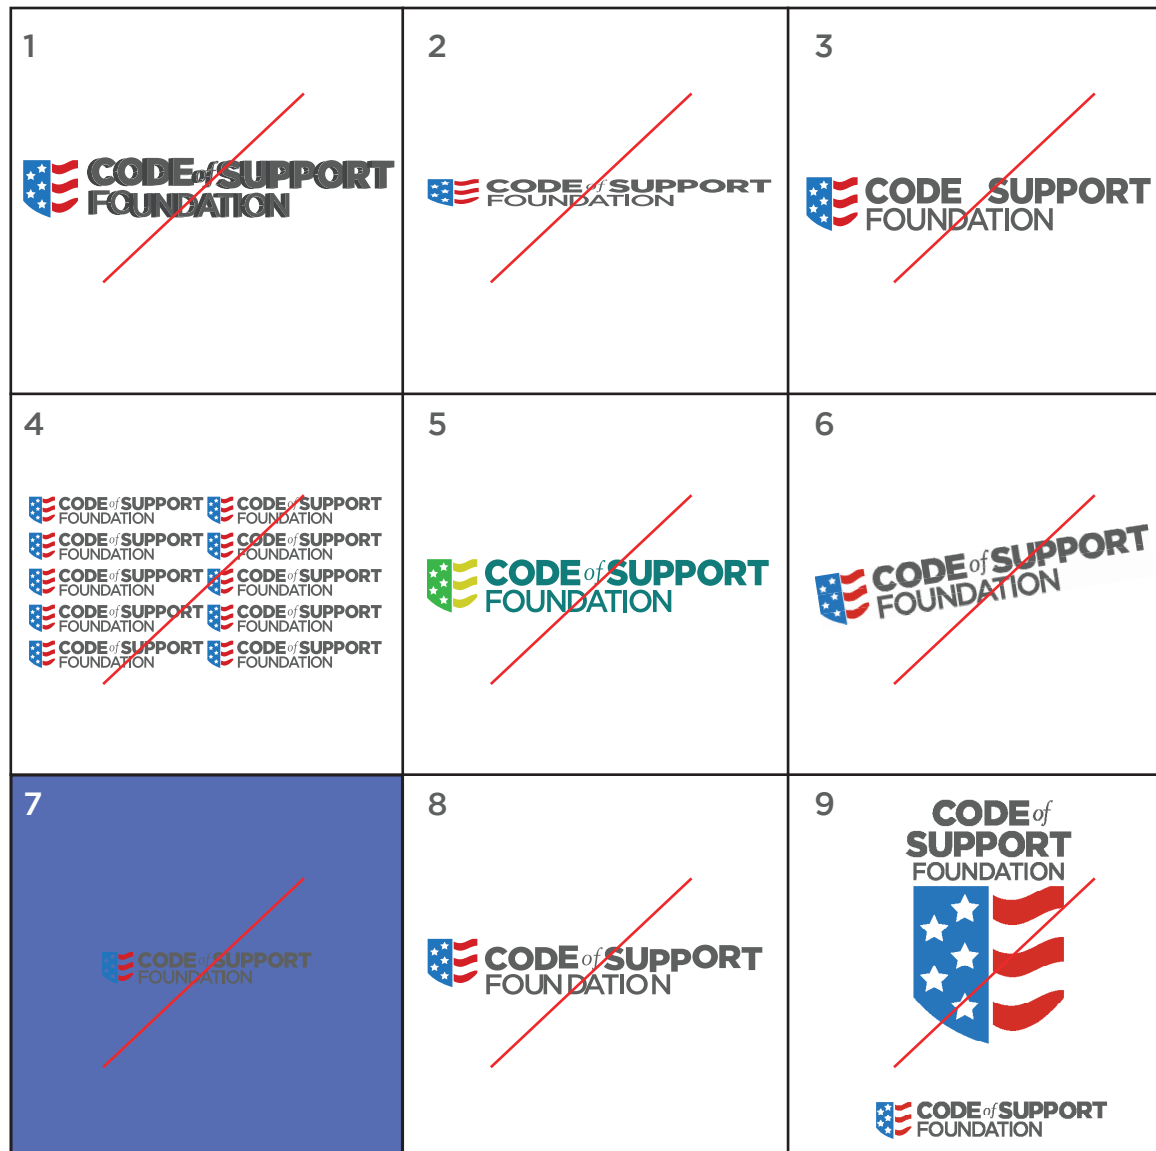 1
CODE of SUPPORT
FOUNDATION
2
CODE of SUPPORT
FOUNDATION
3
CODE SUPPORT
FOUNDATION
4
CODE of SUPPORT CODE of SUPPORT
FOUNDATION FOUNDATION
CODE of SUPPORT CODE of SUPPORT
FOUNDATION FOUNDATION
CODE of SUPPORT CODE of SUPPORT
FOUNDATION FOUNDATION
CODE of SUPPORT CODE of SUPPORT
FOUNDATION FOUNDATION
CODE of SUPPORT CODE of SUPPORT
FOUNDATION FOUNDATION
5
CODE of SUPPORT
FOUNDATION
6
CODE of SUPPORT
FOUNDATION
7
CODE of SUPPORT
FOUNDATION
8
CODE of SUPPORT
FOUNDATION
9
CODE of
SUPPORT
FOUNDATION
CODE of SUPPORT
FOUNDATION